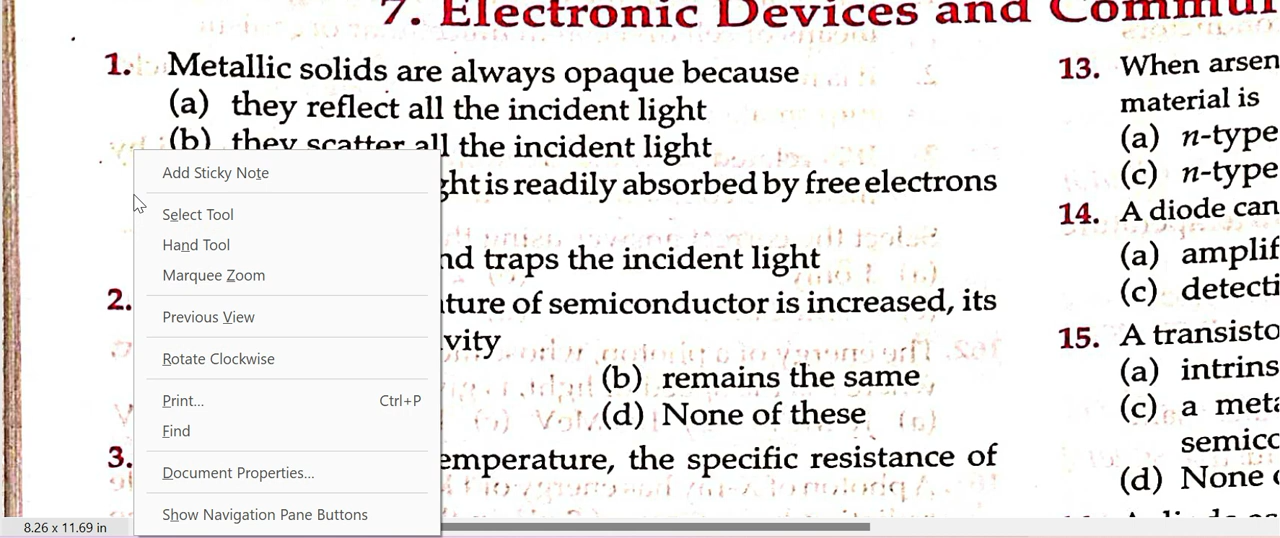 7. Electronic Devices and Commu
1. Metallic solids are always opaque because
(a) they reflect all the incident light
(b) they scatter all the incident light
ght is readily absorbed by free electrons
nd traps the incident light
2. ture of semiconductor is increased, its
vity
(b) remains the same
(d) None of these
3. emperature, the specific resistance of
13. When arsen
material is
(a) n-type
(c) n-type
14. A diode can
(a) amplif
(c) detecti
15. A transisto
(a) intrins
(c) a meta
semico
(d) None
Add Sticky Note
Select Tool
Hand Tool
Marquee Zoom
Previous View
Rotate Clockwise
Print... Ctrl+P
Find
Document Properties...
Show Navigation Pane Buttons
8.26 x 11.69 in